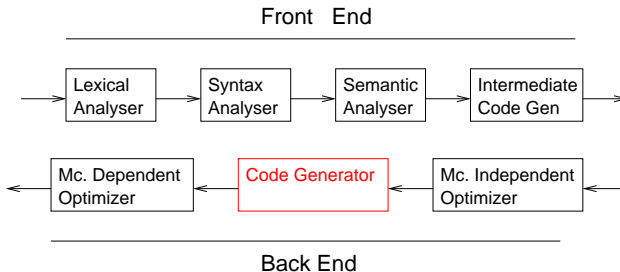 Front End
Lexical Analyser
Syntax Analyser
Semantic Analyser
Intermediate Code Gen
Mc. Dependent Optimizer
Code Generator
Mc. Independent Optimizer
Back End